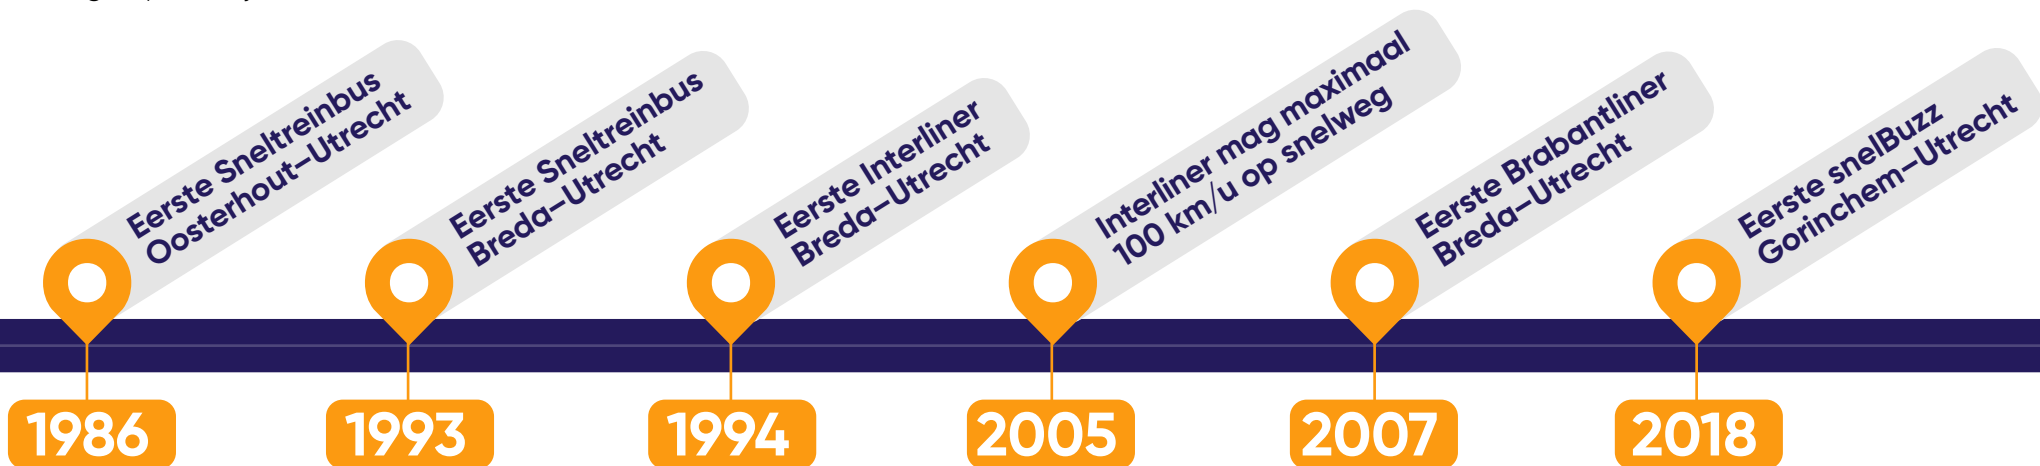 Eerste Sneltreinbus
Oosterhout–Utrecht
Eerste Sneltreinbus
Breda–Utrecht
Eerste Interliner
Breda–Utrecht
Interliner mag maximaal
100 km/u op snelweg
Eerste Brabantliner
Breda–Utrecht
Eerste snelBuzz
Gorinchem–Utrecht
1986
1993
1994
2005
2007
2018